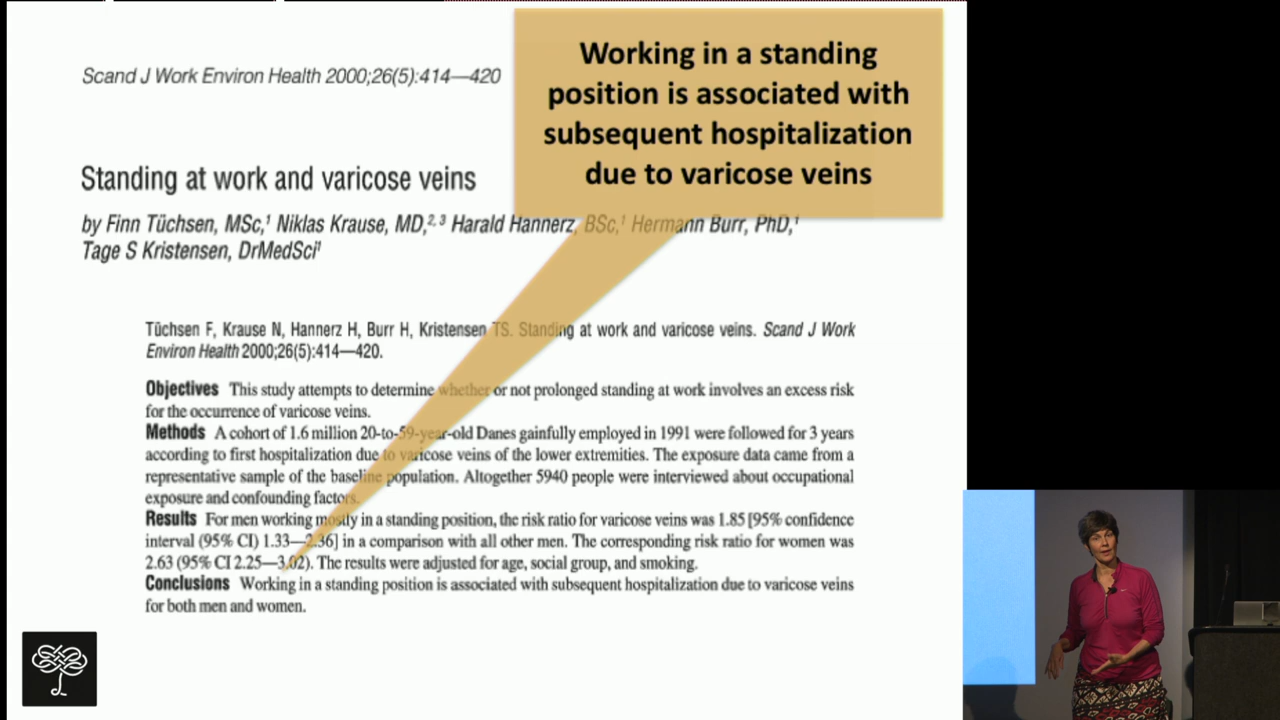 Scand J Work Environ Health 2000;26(5):414—420
Working in a standing
position is associated with
subsequent hospitalization
due to varicose veins
Standing at work and varicose veins
by Finn Tüchsen, MSc,¹ Niklas Krause, MD,²,³ Harald Hannerz, BSc,¹ Hermann Burr, PhD,¹
Tage S Kristensen, DrMedSci¹
Tüchsen F, Krause N, Hannerz H, Burr H, Kristensen TS. Standing at work and varicose veins. Scand J Work
Environ Health 2000;26(5):414—420.
Objectives This study attempts to determine whether or not prolonged standing at work involves an excess risk
for the occurrence of varicose veins.
Methods A cohort of 1.6 million 20-to-59-year-old Danes gainfully employed in 1991 were followed for 3 years
according to first hospitalization due to varicose veins of the lower extremities. The exposure data came from a
representative sample of the baseline population. Altogether 5940 people were interviewed about occupational
exposure and confounding factors.
Results For men working mostly in a standing position, the risk ratio for varicose veins was 1.85 [95% confidence
interval (95% CI) 1.33—2.36] in a comparison with all other men. The corresponding risk ratio for women was
2.63 (95% CI 2.25—3.02). The results were adjusted for age, social group, and smoking.
Conclusions Working in a standing position is associated with subsequent hospitalization due to varicose veins
for both men and women.